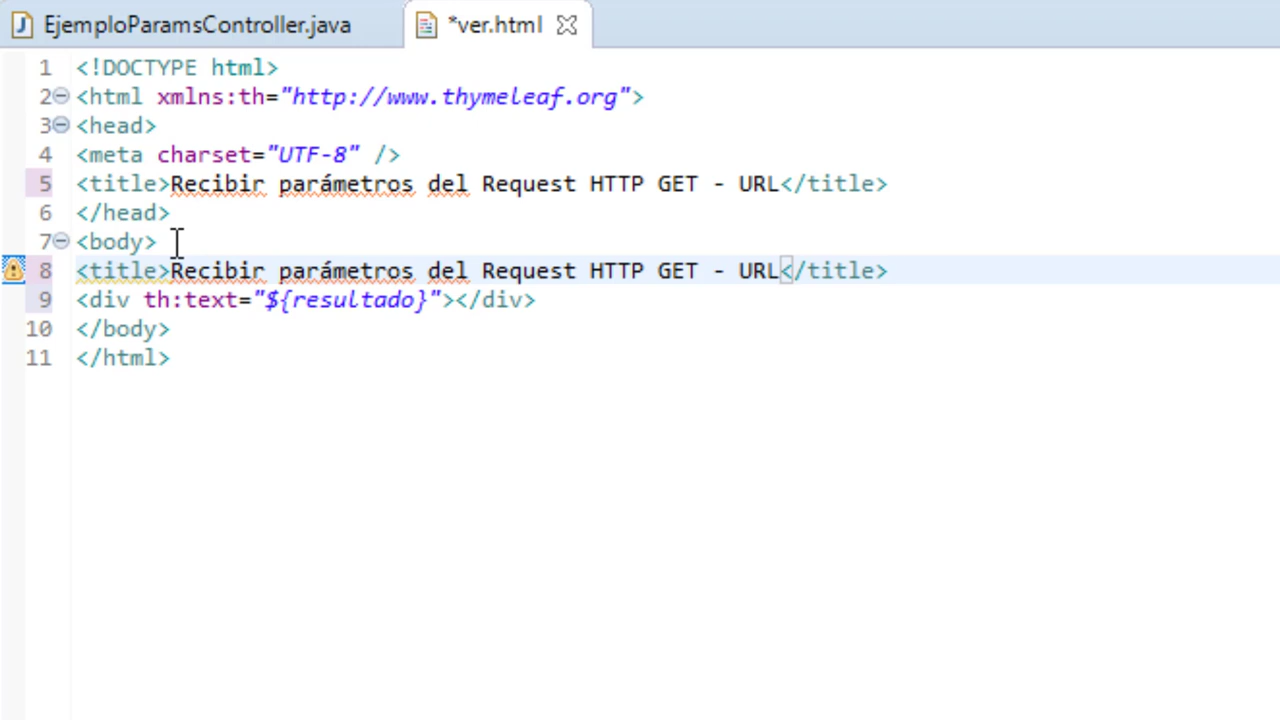 EjemploParamsController.java *ver.html
1 <!DOCTYPE html>
2 <html xmlns:th="http://www.thymeleaf.org">
3 <head>
4 <meta charset="UTF-8" />
5 <title>Recibir parámetros del Request HTTP GET - URL</title>
6 </head>
7 <body>
8 <title>Recibir parámetros del Request HTTP GET - URL</title>
9 <div th:text="${resultado}"></div>
10 </body>
11 </html>